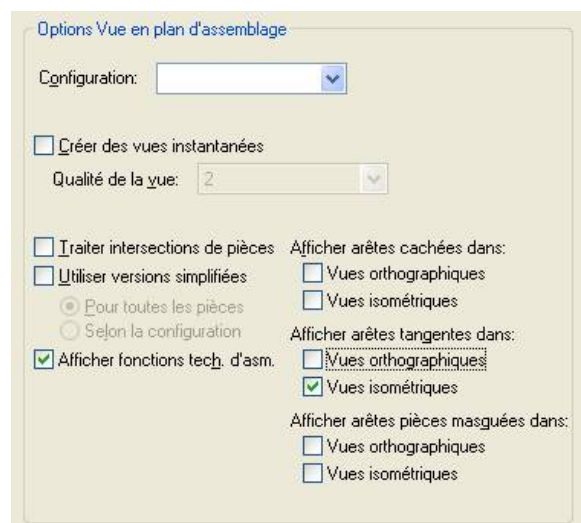 Options Vue en plan d'assemblage
Configuration:
Créer des vues instantanées
Qualité de la vue: 2
Traiter intersections de pièces
Utiliser versions simplifiées
Pour toutes les pièces
Selon la configuration
Afficher fonctions tech. d'asm.
Afficher arêtes cachées dans:
Vues orthographiques
Vues isométriques
Afficher arêtes tangentes dans:
Vues orthographiques
Vues isométriques
Afficher arêtes pièces masquées dans:
Vues orthographiques
Vues isométriques